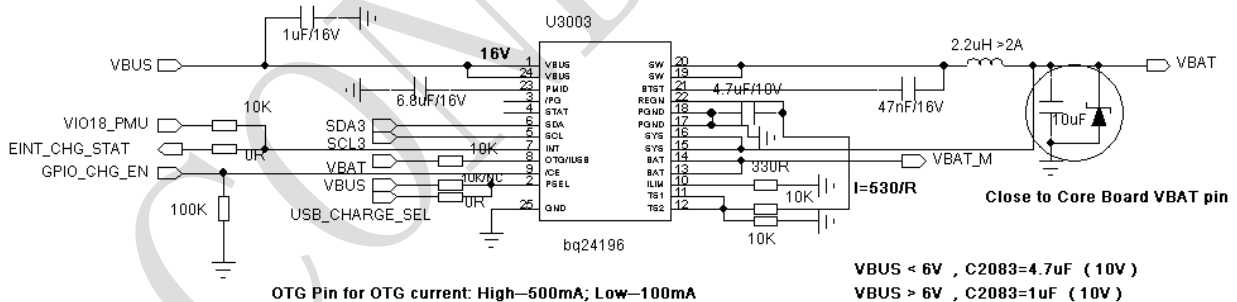 U3003
1uF/16V
16V
2.2uH >2A
VBUS
VBAT
1 VBUS
24 VBUS
23 PMID
3 /PG
4 STAT
6 SDA
5 SCL
7 INT
8 OTG/IUSB
9 /CE
2 PSEL
25 GND
SW 20
SW 19
BTST 21
REGN 22
PGND 18
PGND 17
SYS 16
SYS 15
BAT 14
BAT 13
ILIM 10
TS1 11
TS2 12
6.8uF/16V
4.7uF/10V
47nF/16V
10uF
10K
VIO18_PMU
EINT_CHG_STAT
0R
GPIO_CHG_EN
SDA3
SCL3
VBAT
10K
VBUS
10K/NC
USB_CHARGE_SEL
0R
100K
330R
VBAT_M
I=530/R
10K
10K
Close to Core Board VBAT pin
bq24196
OTG Pin for OTG current: High—500mA; Low—100mA
VBUS < 6V , C2083=4.7uF ( 10V )
VBUS > 6V , C2083=1uF ( 10V )